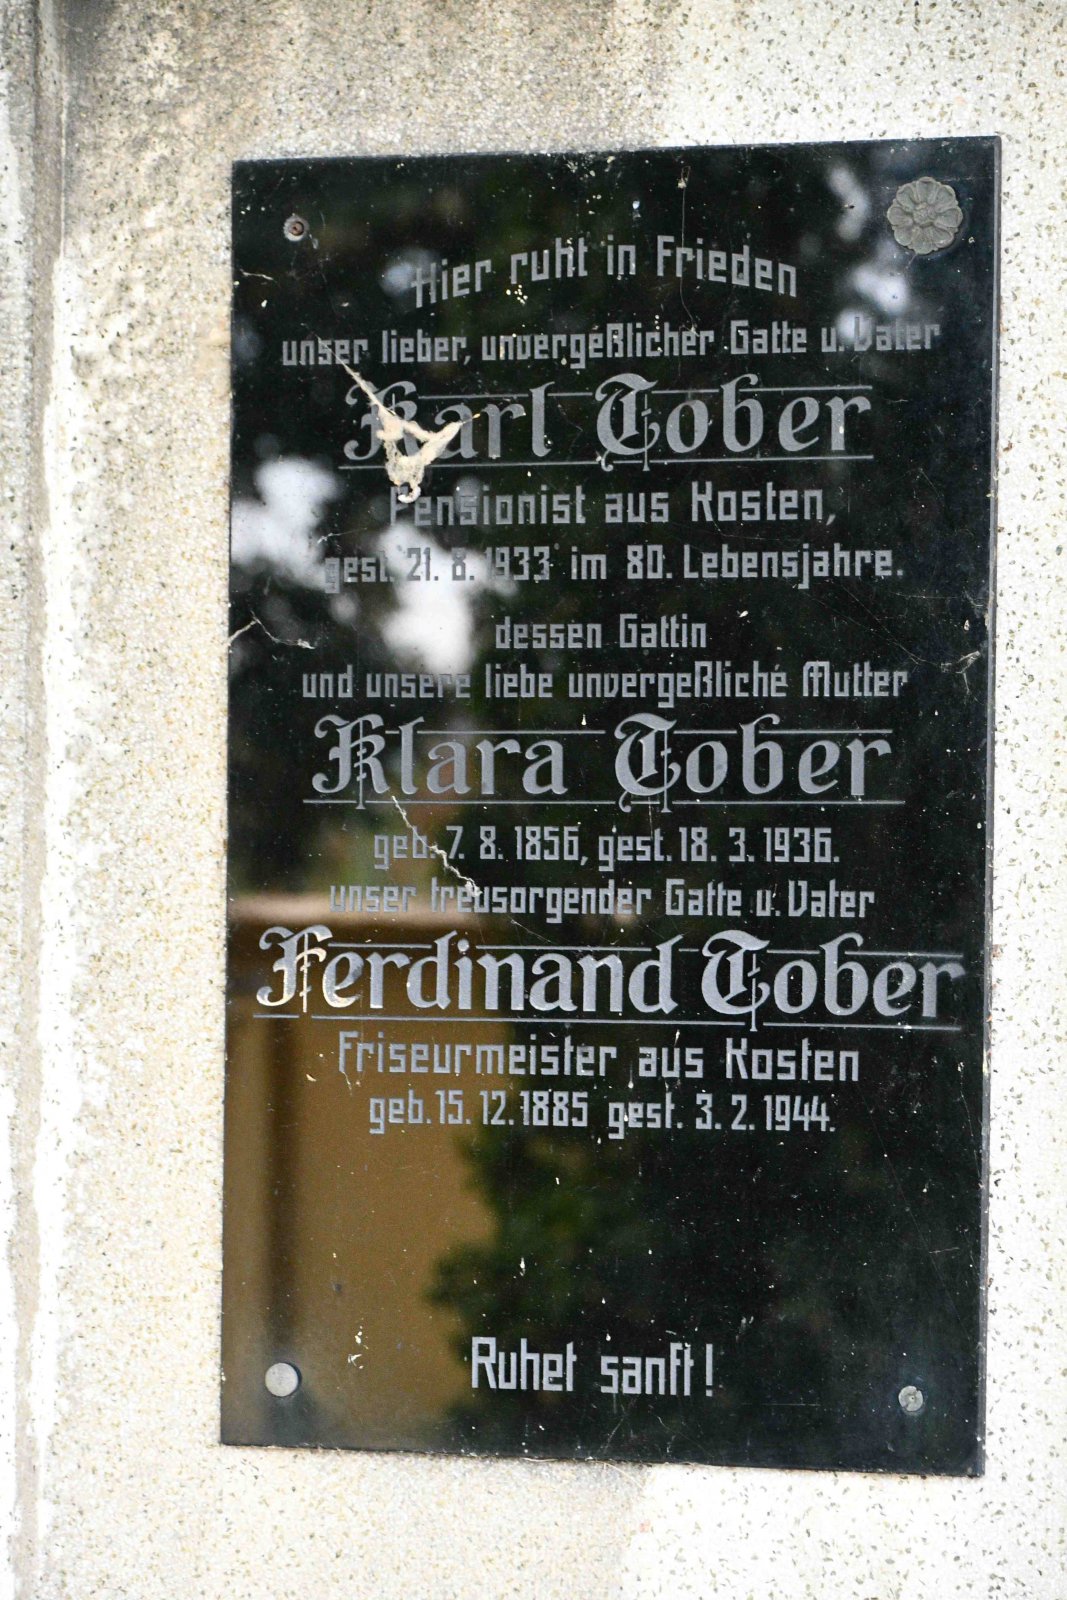 Hier ruht in Frieden
unser lieber, unvergeßlicher Gatte u. Vater
Karl Tober
Pensionist aus Kosten,
gest. 21. 8. 1933 im 80. Lebensjahre.
dessen Gattin
und unsere liebe unvergeßliche Mutter
Klara Tober
geb. 7. 8. 1856, gest. 18. 3. 1936.
unser treusorgender Gatte u. Vater
Ferdinand Tober
Friseurmeister aus Kosten
geb. 15. 12. 1885 gest. 3. 2. 1944.
Ruhet sanft!